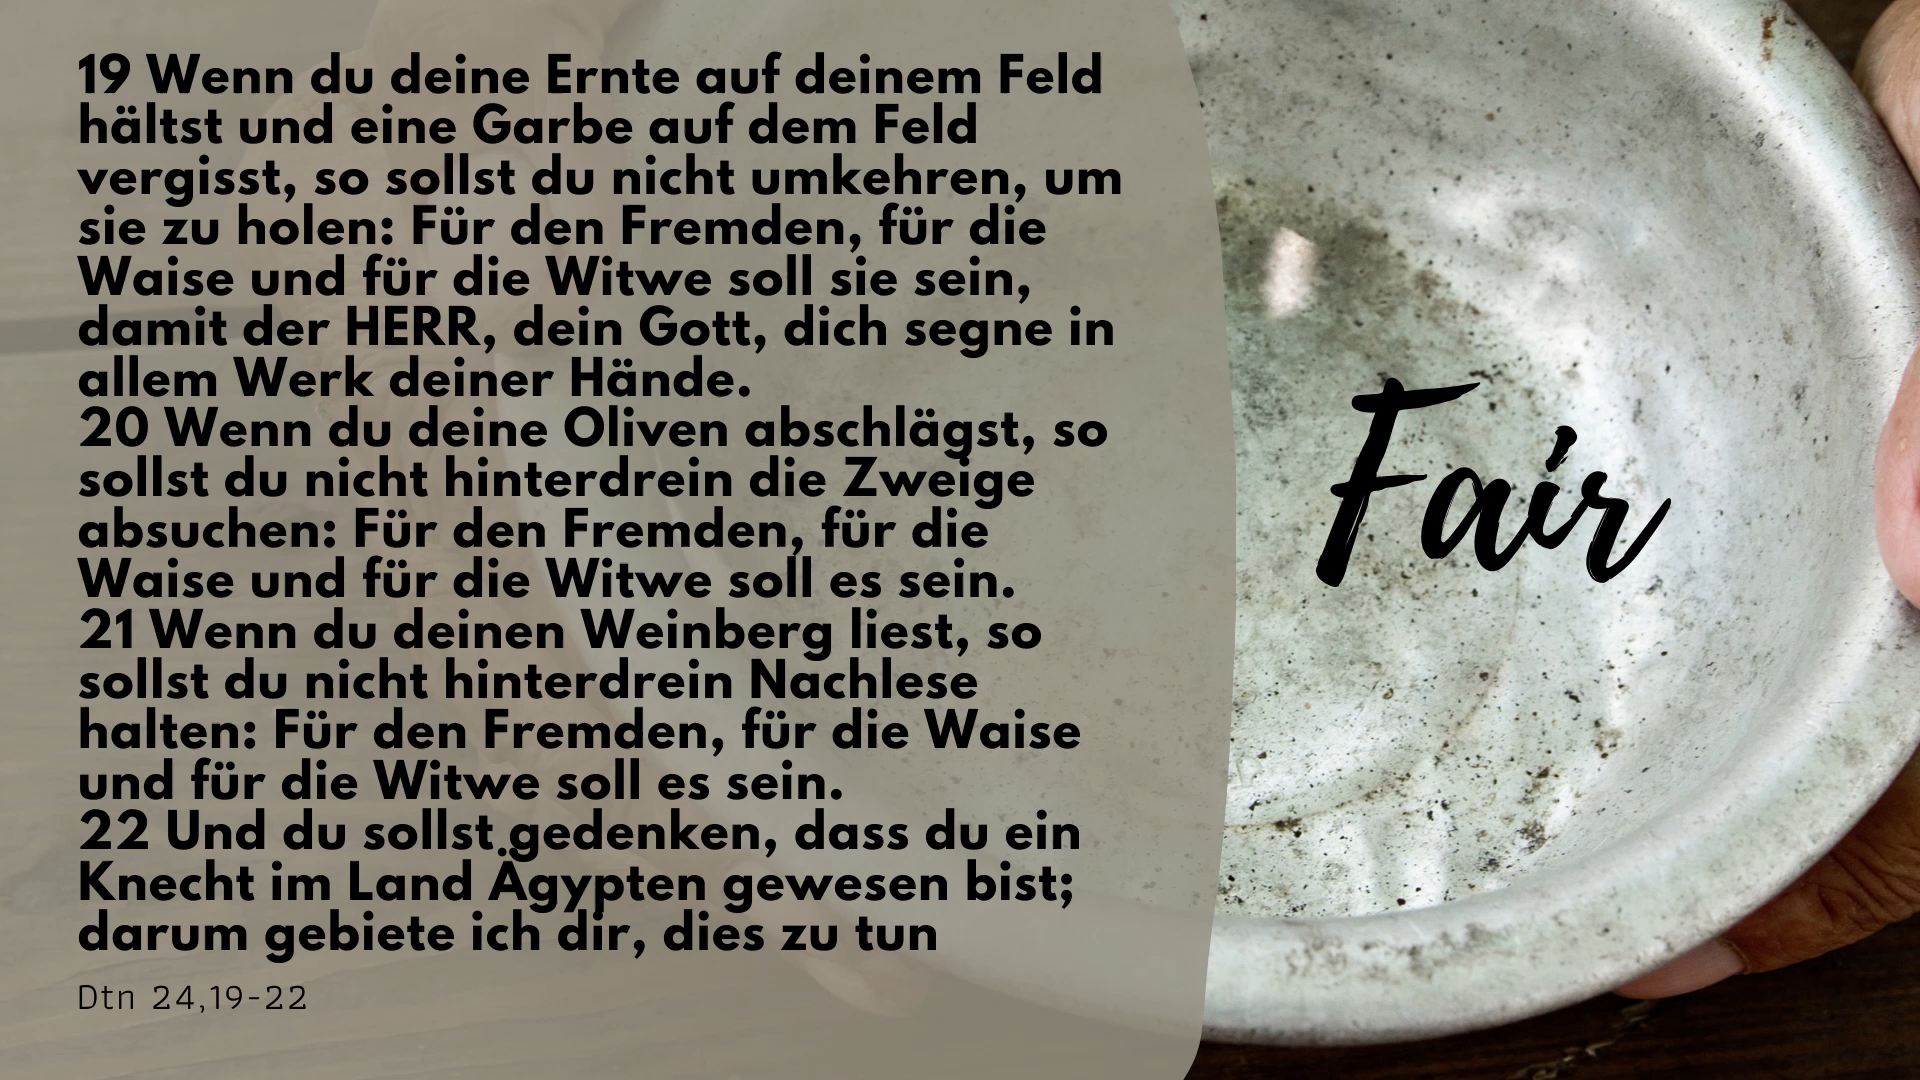 19 Wenn du deine Ernte auf deinem Feld
hältst und eine Garbe auf dem Feld
vergisst, so sollst du nicht umkehren, um
sie zu holen: Für den Fremden, für die
Waise und für die Witwe soll sie sein,
damit der HERR, dein Gott, dich segne in
allem Werk deiner Hände.
20 Wenn du deine Oliven abschlägst, so
sollst du nicht hinterdrein die Zweige
absuchen: Für den Fremden, für die
Waise und für die Witwe soll es sein.
21 Wenn du deinen Weinberg liest, so
sollst du nicht hinterdrein Nachlese
halten: Für den Fremden, für die Waise
und für die Witwe soll es sein.
22 Und du sollst gedenken, dass du ein
Knecht im Land Ägypten gewesen bist;
darum gebiete ich dir, dies zu tun
Dtn 24,19-22
Fair